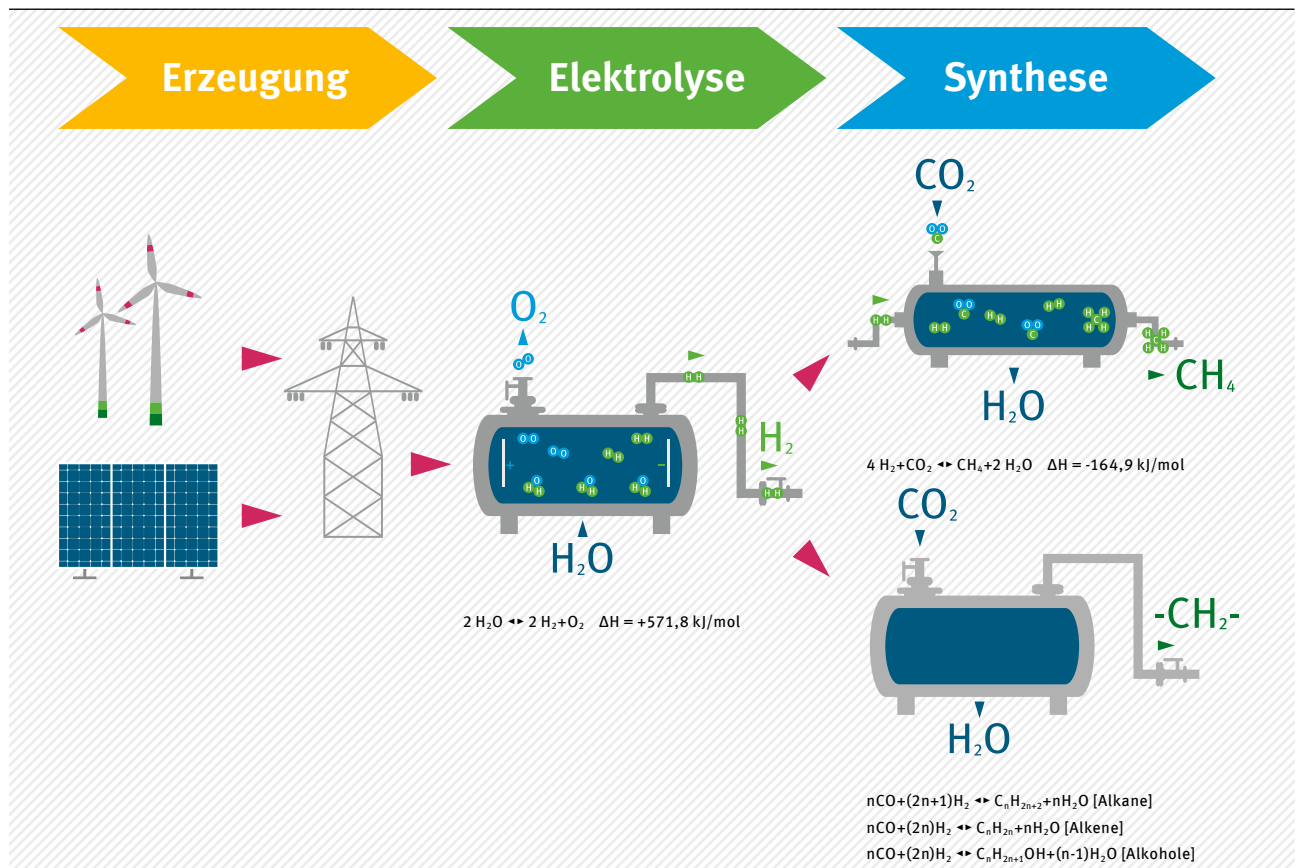 Erzeugung
Elektrolyse
Synthese
CO₂
O O
C
O₂
O O
H H
H H
O O
C
H H
H H
O O
C
H H
C
H H
H H
C
H H
CH₄
H₂O
4 H₂+CO₂ ◄► CH₄+2 H₂O ΔH = -164,9 kJ/mol
H H
H H
H₂
H H
+
-
O O
O O
H H
H H
O
H H
O
H H
O
H H
H₂O
2 H₂O ◄► 2 H₂+O₂ ΔH = +571,8 kJ/mol
CO₂
-CH₂-
H₂O
nCO+(2n+1)H₂ ◄► CₙH₂ₙ₊₂+nH₂O [Alkane]
nCO+(2n)H₂ ◄► CₙH₂ₙ+nH₂O [Alkene]
nCO+(2n)H₂ ◄► CₙH₂ₙ₊₁OH+(n-1)H₂O [Alkohole]